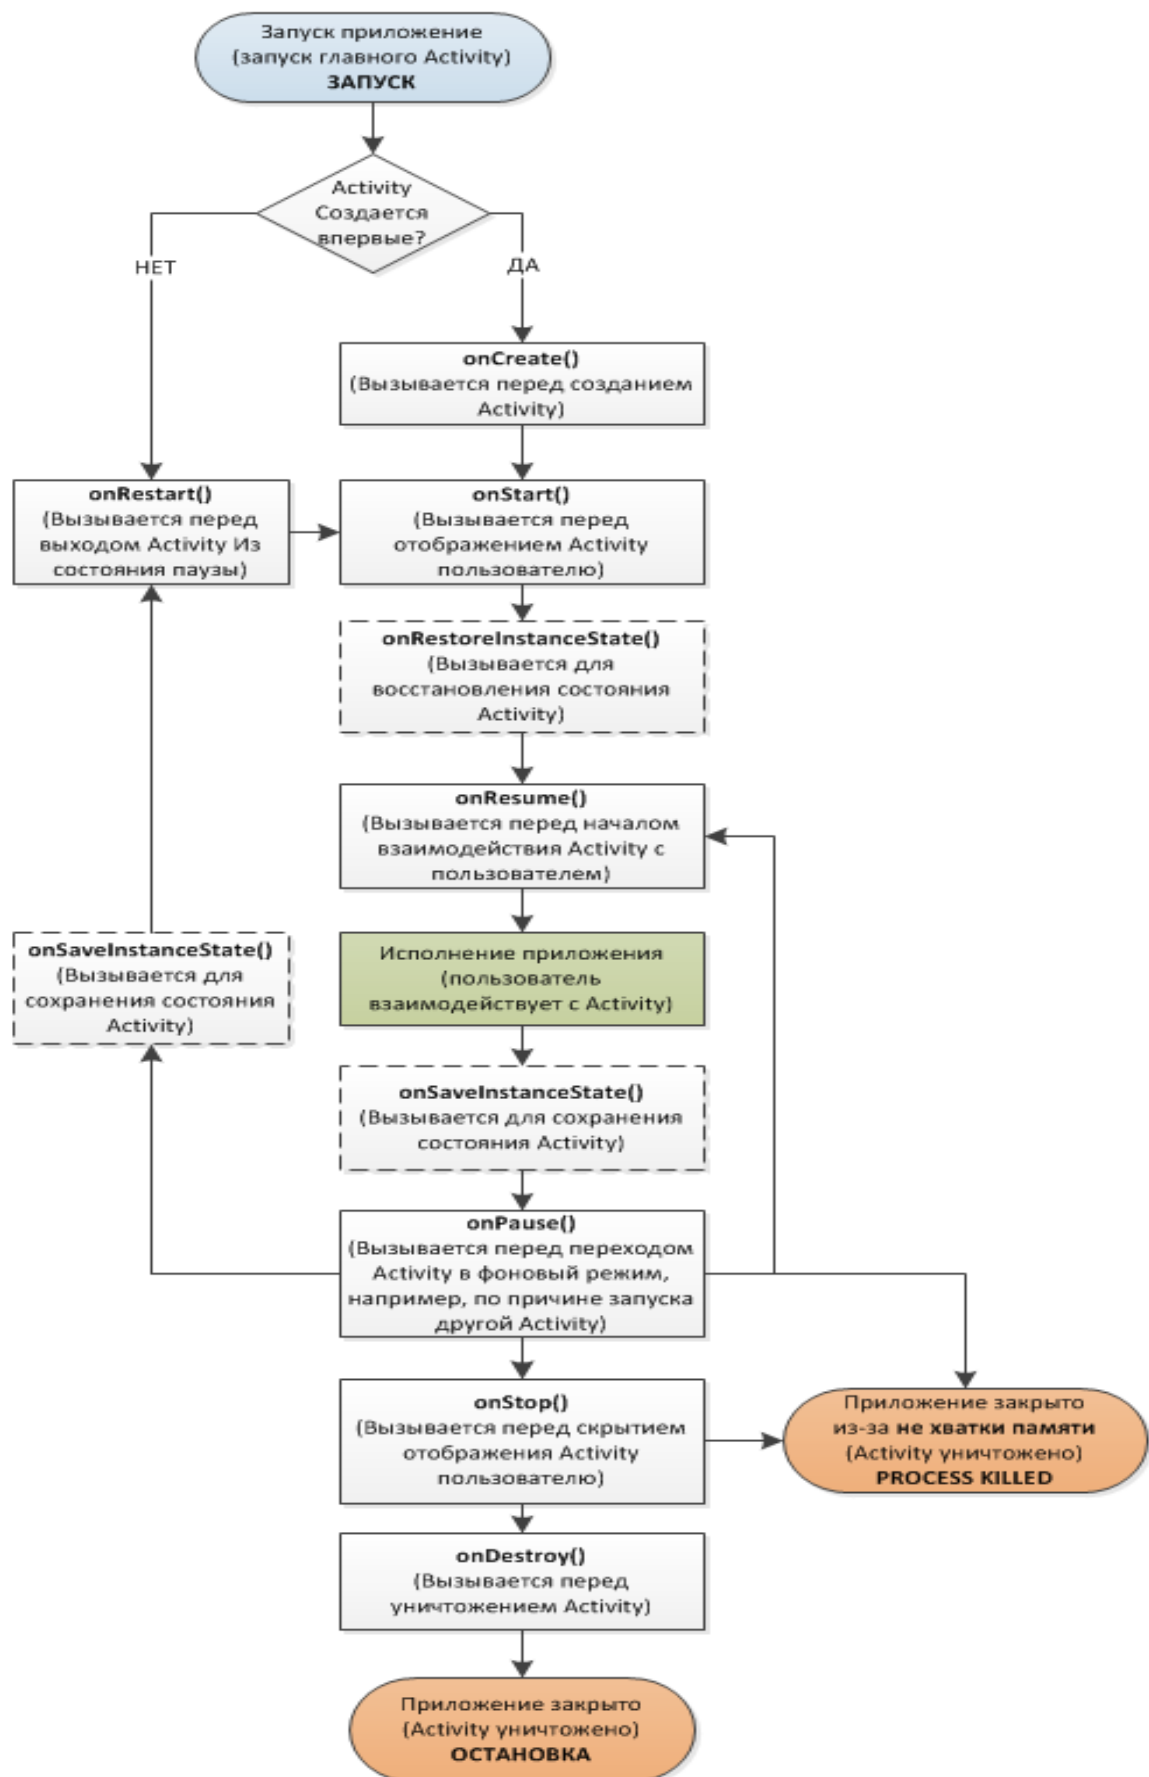 Запуск приложение
(запуск главного Activity)
ЗАПУСК
Activity
Создается
впервые?
НЕТ
ДА
onCreate()
(Вызывается перед созданием
Activity)
onRestart()
(Вызывается перед
выходом Activity Из
состояния паузы)
onStart()
(Вызывается перед
отображением Activity
пользователю)
onRestoreInstanceState()
(Вызывается для
восстановления состояния
Activity)
onResume()
(Вызывается перед началом
взаимодействия Activity с
пользователем)
onSaveInstanceState()
(Вызывается для
сохранения состояния
Activity)
Исполнение приложения
(пользователь
взаимодействует с Activity)
onSaveInstanceState()
(Вызывается для сохранения
состояния Activity)
onPause()
(Вызывается перед переходом
Activity в фоновый режим,
например, по причине запуска
другой Activity)
onStop()
(Вызывается перед скрытием
отображения Activity
пользователю)
Приложение закрыто
из-за не хватки памяти
(Activity уничтожено)
PROCESS KILLED
onDestroy()
(Вызывается перед
уничтожением Activity)
Приложение закрыто
(Activity уничтожено)
ОСТАНОВКА